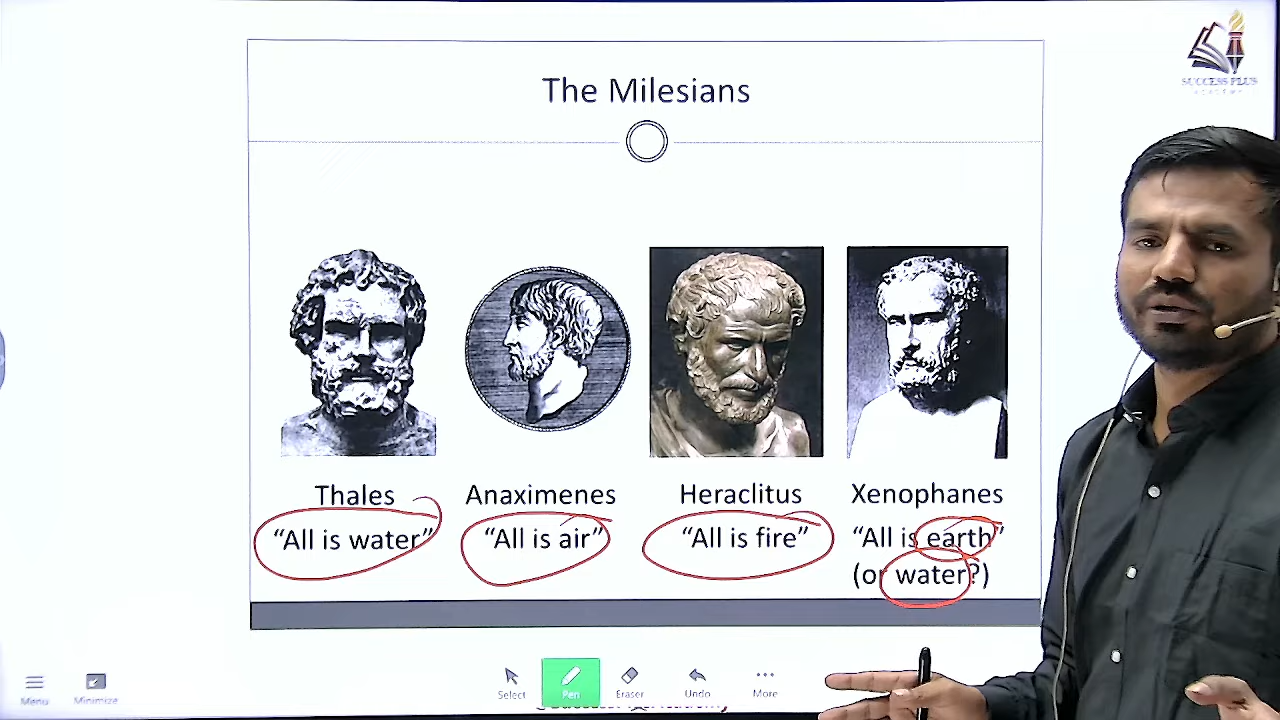 SUCCESS PLUS
ACADEMY
The Milesians
Thales
Anaximenes
Heraclitus
Xenophanes
“All is water”
“All is air”
“All is fire”
“All is earth”
(or water?)
Menu
Minimize
Select
Pen
Eraser
Undo
More